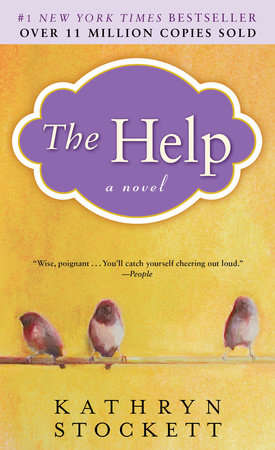 #1 NEW YORK TIMES BESTSELLER
OVER 11 MILLION COPIES SOLD
The Help
a novel
“Wise, poignant . . . You’ll catch yourself cheering out loud.”
—People
KATHRYN
STOCKETT